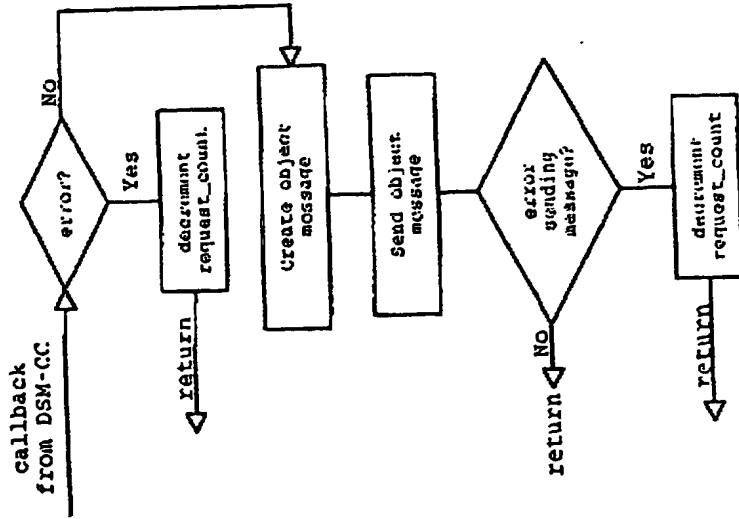 callback
from DSM-CC
error?
No
Yes
decrement
request_count
return
Create object
message
Send object
message
error
sending
message?
No
return
Yes
decrement
request_count
return